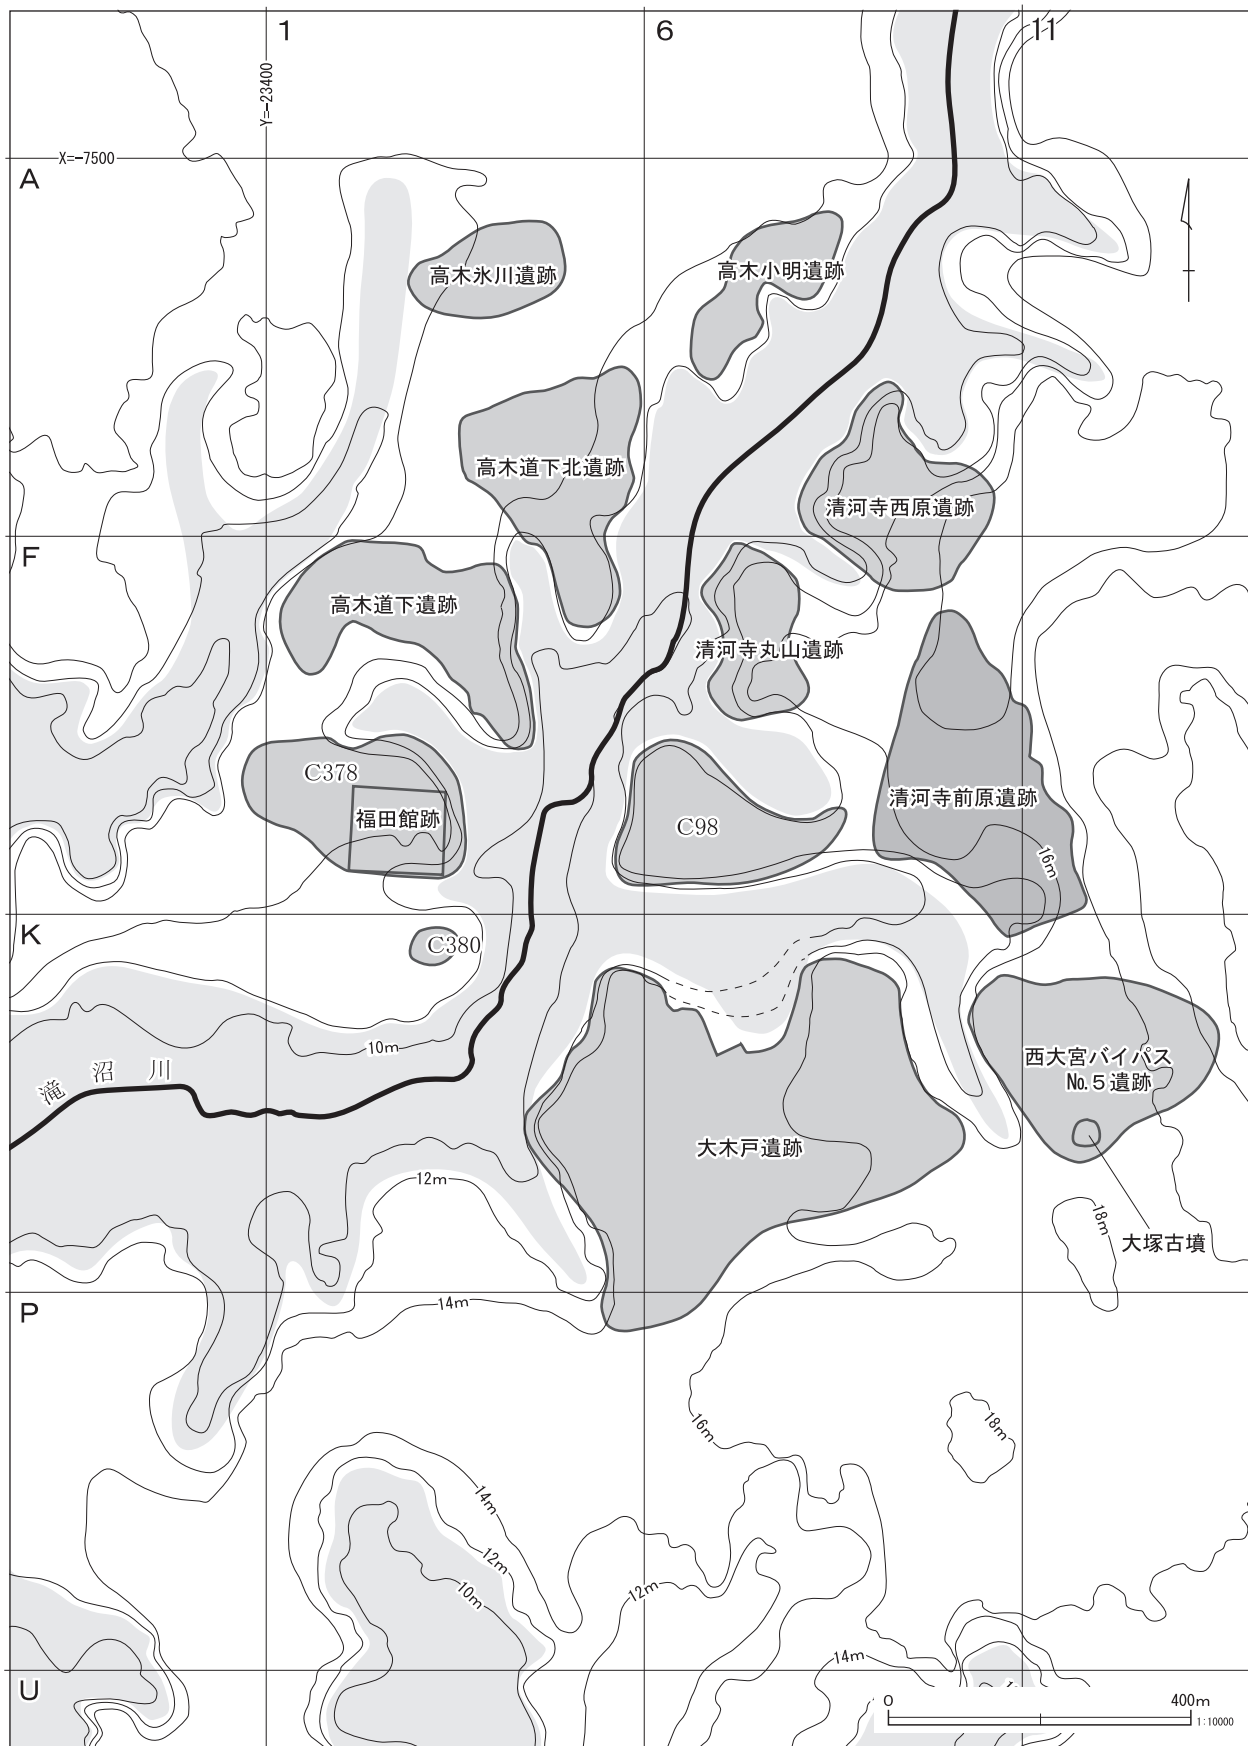 1
6
11
Y=-23400
X=-7500
A
高木氷川遺跡
高木小明遺跡
高木道下北遺跡
清河寺西原遺跡
F
高木道下遺跡
清河寺丸山遺跡
C378
福田館跡
C98
清河寺前原遺跡
16m
K
C380
10m
滝沼川
西大宮バイパス
No.5遺跡
大木戸遺跡
12m
18m
大塚古墳
P
14m
16m
18m
14m
12m
10m
12m
14m
U
0
400m
1:10000